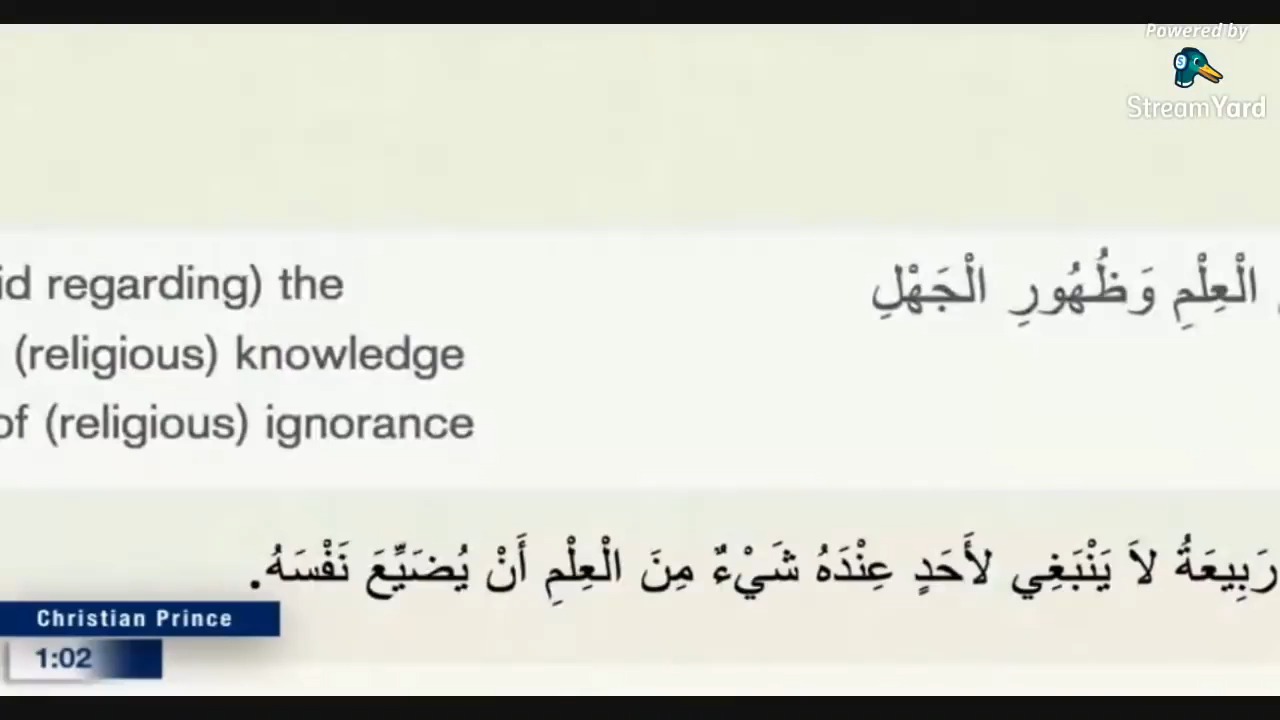 Powered by
StreamYard
id regarding) the
(religious) knowledge
of (religious) ignorance
الْعِلْمِ وَظُهُورِ الْجَهْلِ
رَبِيعَةُ لاَ يَنْبَغِي لأَحَدٍ عِنْدَهُ شَيْءٌ مِنَ الْعِلْمِ أَنْ يُضَيِّعَ نَفْسَهُ.
Christian Prince
1:02